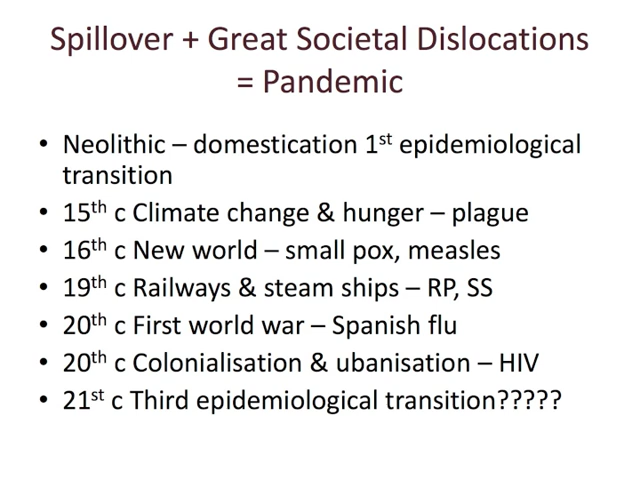 Spillover + Great Societal Dislocations
= Pandemic
• Neolithic – domestication 1st epidemiological
transition
• 15th c Climate change & hunger – plague
• 16th c New world – small pox, measles
• 19th c Railways & steam ships – RP, SS
• 20th c First world war – Spanish flu
• 20th c Colonialisation & ubanisation – HIV
• 21st c Third epidemiological transition?????